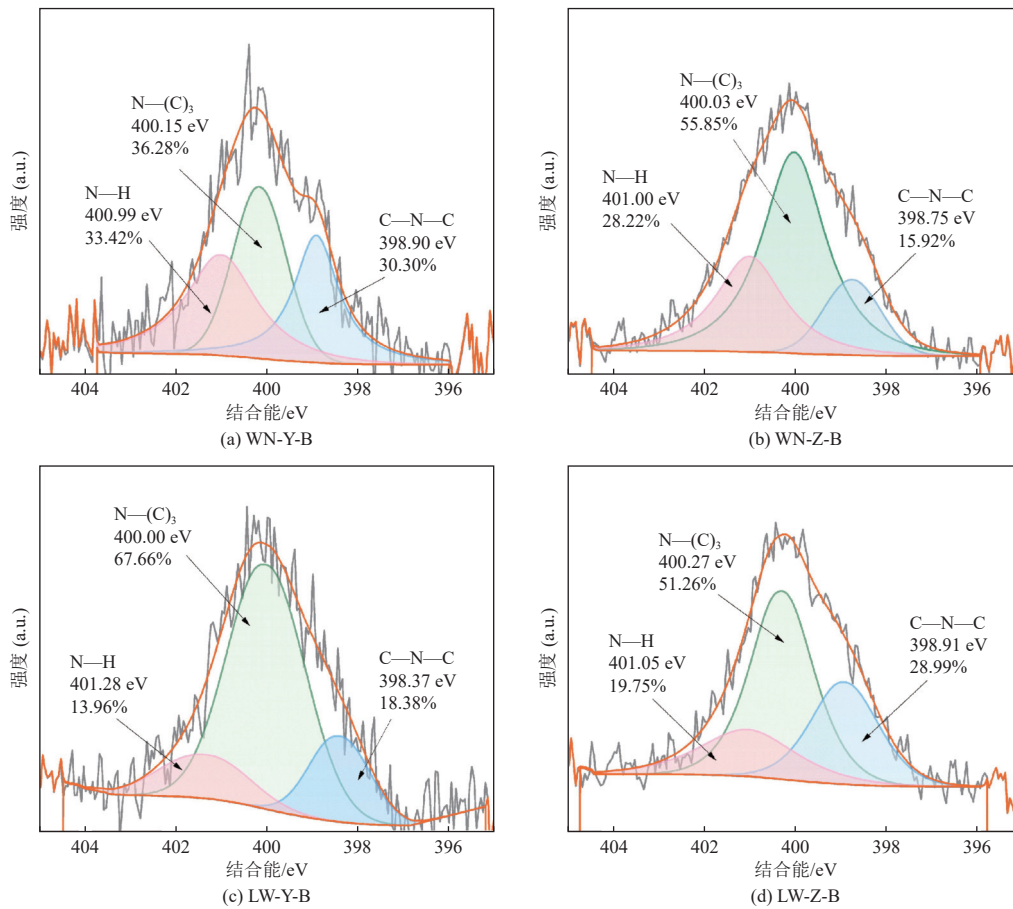 N—(C)₃
400.15 eV
36.28%
N—H
400.99 eV
33.42%
C—N—C
398.90 eV
30.30%
强度 (a.u.)
404 402 400 398 396
结合能/eV
(a) WN-Y-B
N—(C)₃
400.03 eV
55.85%
N—H
401.00 eV
28.22%
C—N—C
398.75 eV
15.92%
强度 (a.u.)
404 402 400 398 396
结合能/eV
(b) WN-Z-B
N—(C)₃
400.00 eV
67.66%
N—H
401.28 eV
13.96%
C—N—C
398.37 eV
18.38%
强度 (a.u.)
404 402 400 398 396
结合能/eV
(c) LW-Y-B
N—(C)₃
400.27 eV
51.26%
N—H
401.05 eV
19.75%
C—N—C
398.91 eV
28.99%
强度 (a.u.)
404 402 400 398 396
结合能/eV
(d) LW-Z-B